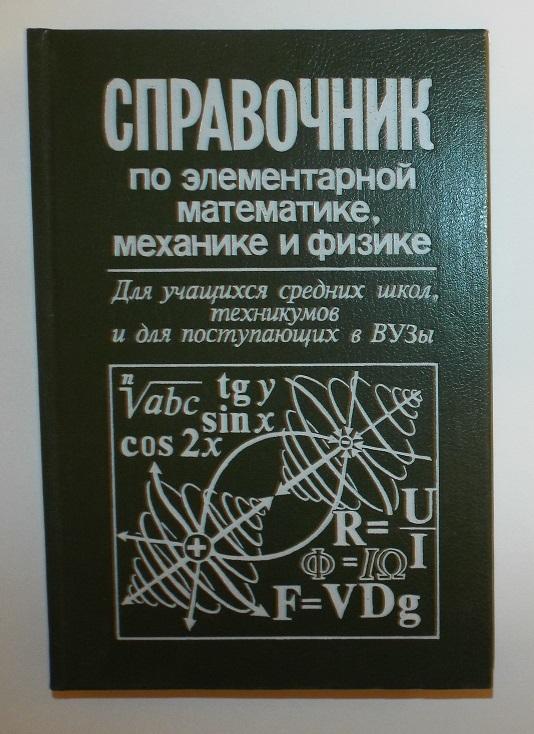 СПРАВОЧНИК
по элементарной
математике,
механике и физике
Для учащихся средних школ,
техникумов
и для поступающих в ВУЗы
ⁿ√abc tg y
sin x
cos 2x
-
+
R= U/I
Ф =IΩ
F=VDg